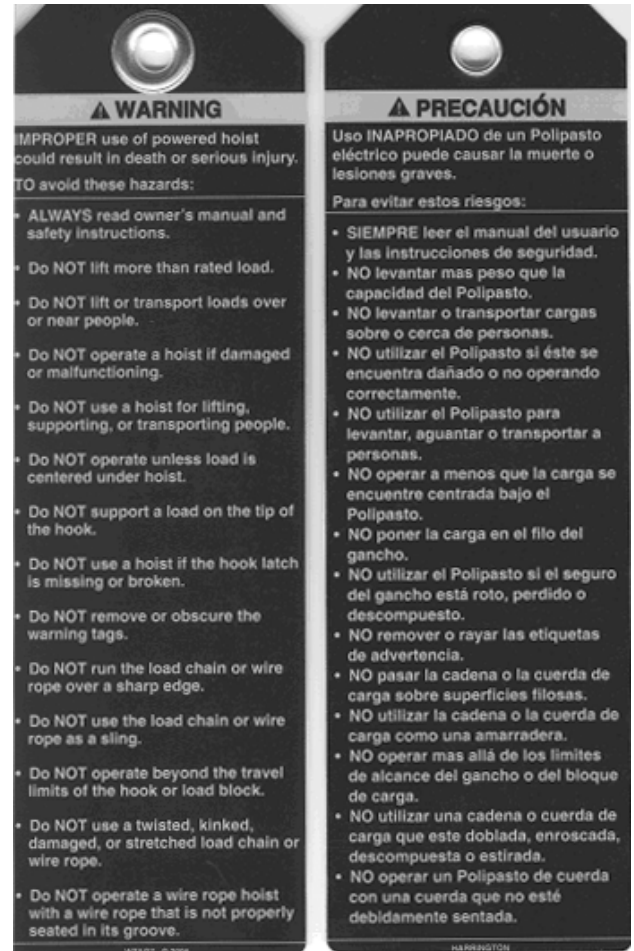 WARNING
IMPROPER use of powered hoist
could result in death or serious injury.
TO avoid these hazards:
• ALWAYS read owner's manual and
safety instructions.
• Do NOT lift more than rated load.
• Do NOT lift or transport loads over
or near people.
• Do NOT operate a hoist if damaged
or malfunctioning.
• Do NOT use a hoist for lifting,
supporting, or transporting people.
• Do NOT operate unless load is
centered under hoist.
• Do NOT support a load on the tip of
the hook.
• Do NOT use a hoist if the hook latch
is missing or broken.
• Do NOT remove or obscure the
warning tags.
• Do NOT run the load chain or wire
rope over a sharp edge.
• Do NOT use the load chain or wire
rope as a sling.
• Do NOT operate beyond the travel
limits of the hook or load block.
• Do NOT use a twisted, kinked,
damaged, or stretched load chain or
wire rope.
• Do NOT operate a wire rope hoist
with a wire rope that is not properly
seated in its groove.
PRECAUCIÓN
Uso INAPROPIADO de un Polipasto
eléctrico puede causar la muerte o
lesiones graves.
Para evitar estos riesgos:
• SIEMPRE leer el manual del usuario
y las instrucciones de seguridad.
• NO levantar mas peso que la
capacidad del Polipasto.
• NO levantar o transportar cargas
sobre o cerca de personas.
• NO utilizar el Polipasto si éste se
encuentra dañado o no operando
correctamente.
• NO utilizar el Polipasto para
levantar, aguantar o transportar a
personas.
• NO operar a menos que la carga se
encuentre centrada bajo el
Polipasto.
• NO poner la carga en el filo del
gancho.
• NO utilizar el Polipasto si el seguro
del gancho está roto, perdido o
descompuesto.
• NO remover o rayar las etiquetas
de advertencia.
• NO pasar la cadena o la cuerda de
carga sobre superficies filosas.
• NO utilizar la cadena o la cuerda de
carga como una amarradera.
• NO operar mas allá de los limites
de alcance del gancho o del bloque
de carga.
• NO utilizar una cadena o cuerda de
carga que este doblada, enroscada,
descompuesta o estirada.
• NO operar un Polipasto de cuerda
con una cuerda que no esté
debidamente sentada.
HARRINGTON